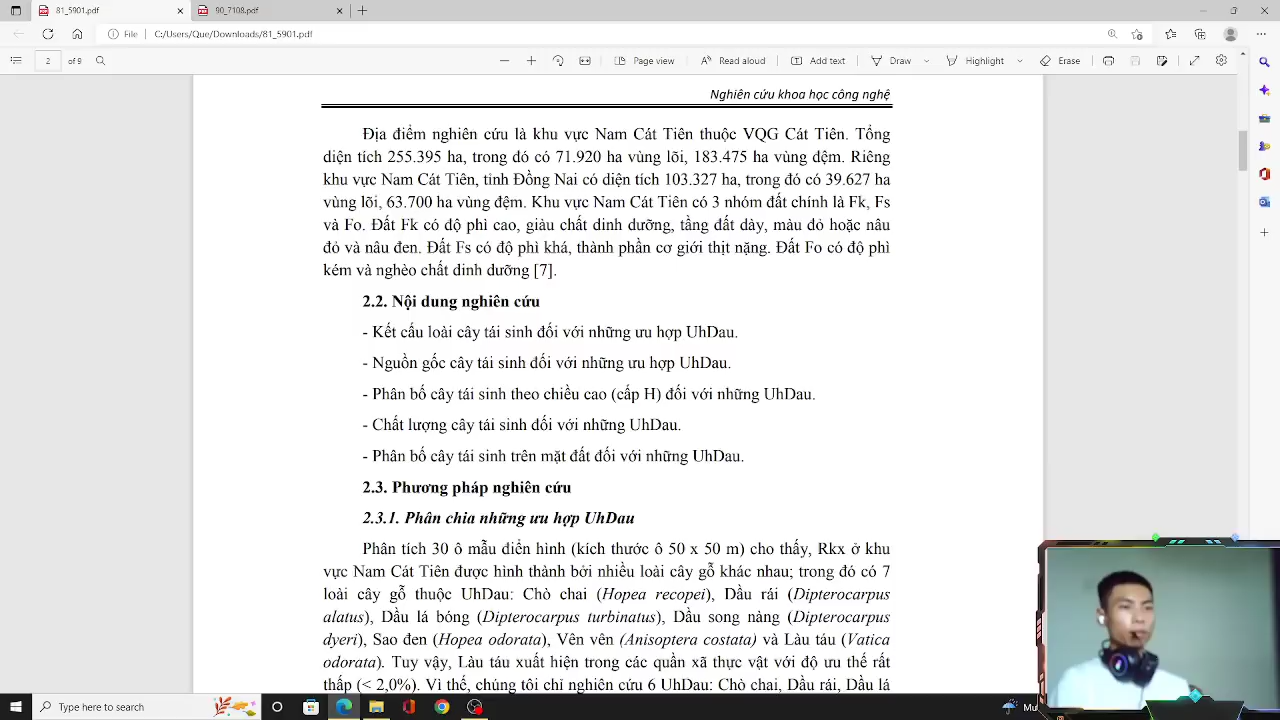 81_5901.pdf
90_7108.pdf
File
C:/Users/Que/Downloads/81_5901.pdf
2 of 9
Page view
Read aloud
Add text
Draw
Highlight
Erase
Nghiên cứu khoa học công nghệ
Địa điểm nghiên cứu là khu vực Nam Cát Tiên thuộc VQG Cát Tiên. Tổng
diện tích 255.395 ha, trong đó có 71.920 ha vùng lõi, 183.475 ha vùng đệm. Riêng
khu vực Nam Cát Tiên, tỉnh Đồng Nai có diện tích 103.327 ha, trong đó có 39.627 ha
vùng lõi, 63.700 ha vùng đệm. Khu vực Nam Cát Tiên có 3 nhóm đất chính là Fk, Fs
và Fo. Đất Fk có độ phì cao, giàu chất dinh dưỡng, tầng đất dày, màu đỏ hoặc nâu
đỏ và nâu đen. Đất Fs có độ phì khá, thành phần cơ giới thịt nặng. Đất Fo có độ phì
kém và nghèo chất dinh dưỡng [7].
2.2. Nội dung nghiên cứu
- Kết cấu loài cây tái sinh đối với những ưu hợp UhDau.
- Nguồn gốc cây tái sinh đối với những ưu hợp UhDau.
- Phân bố cây tái sinh theo chiều cao (cấp H) đối với những UhDau.
- Chất lượng cây tái sinh đối với những UhDau.
- Phân bố cây tái sinh trên mặt đất đối với những UhDau.
2.3. Phương pháp nghiên cứu
2.3.1. Phân chia những ưu hợp UhDau
Phân tích 30 ô mẫu điển hình (kích thước ô 50 x 50 m) cho thấy, Rkx ở khu
vực Nam Cát Tiên được hình thành bởi nhiều loài cây gỗ khác nhau; trong đó có 7
loài cây gỗ thuộc UhDau: Chò chai (Hopea recopei), Dầu rái (Dipterocarpus
alatus), Dầu lá bóng (Dipterocarpus turbinatus), Dầu song nàng (Dipterocarpus
dyeri), Sao đen (Hopea odorata), Vên vên (Anisoptera costata) và Làu táu (Vatica
odorata). Tuy vậy, Làu táu xuất hiện trong các quần xã thực vật với độ ưu thế rất
thấp (< 2,0%). Vì thế, chúng tôi chỉ nghiên cứu 6 UhDau: Chò chai, Dầu rái, Dầu lá
Type here to search